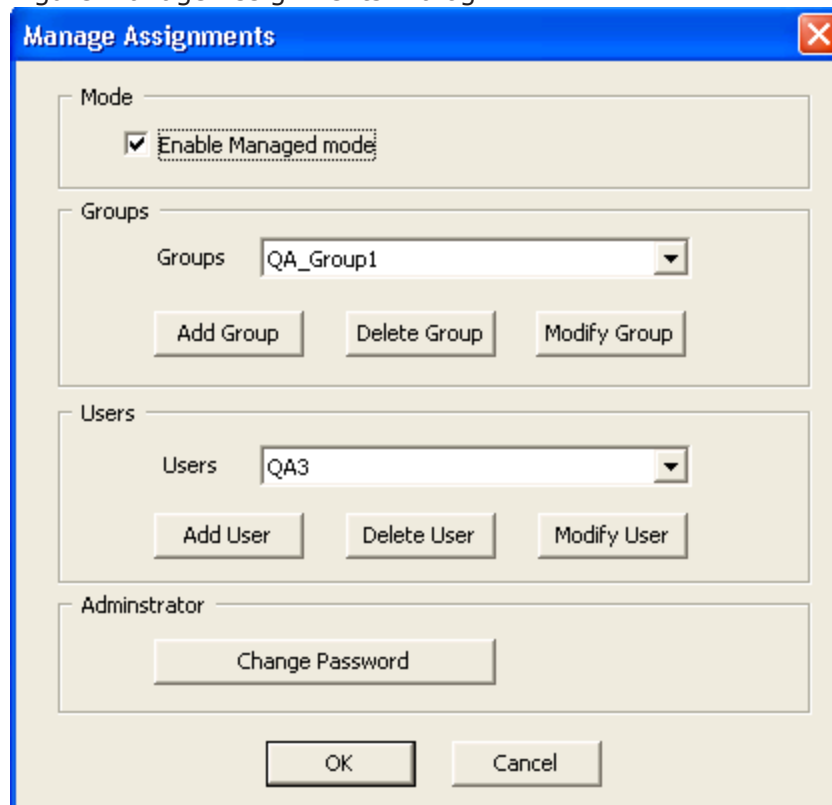 Manage Assignments
Mode
Enable Managed mode
Groups
Groups QA_Group1
Add Group Delete Group Modify Group
Users
Users QA3
Add User Delete User Modify User
Adminstrator
Change Password
OK Cancel